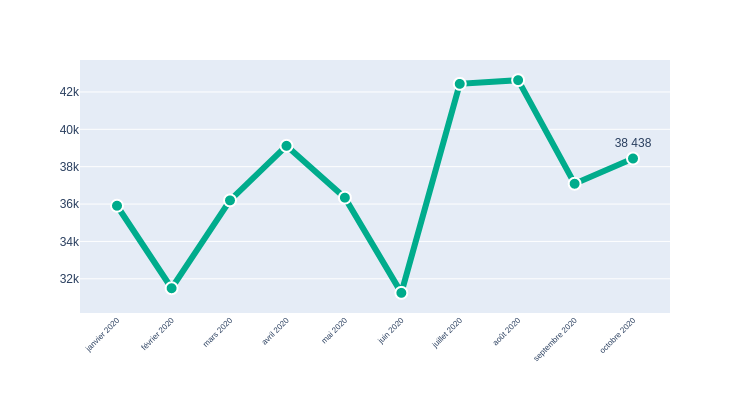 42k
40k
38k
36k
34k
32k
38 438
janvier 2020
février 2020
mars 2020
avril 2020
mai 2020
juin 2020
juillet 2020
août 2020
septembre 2020
octobre 2020